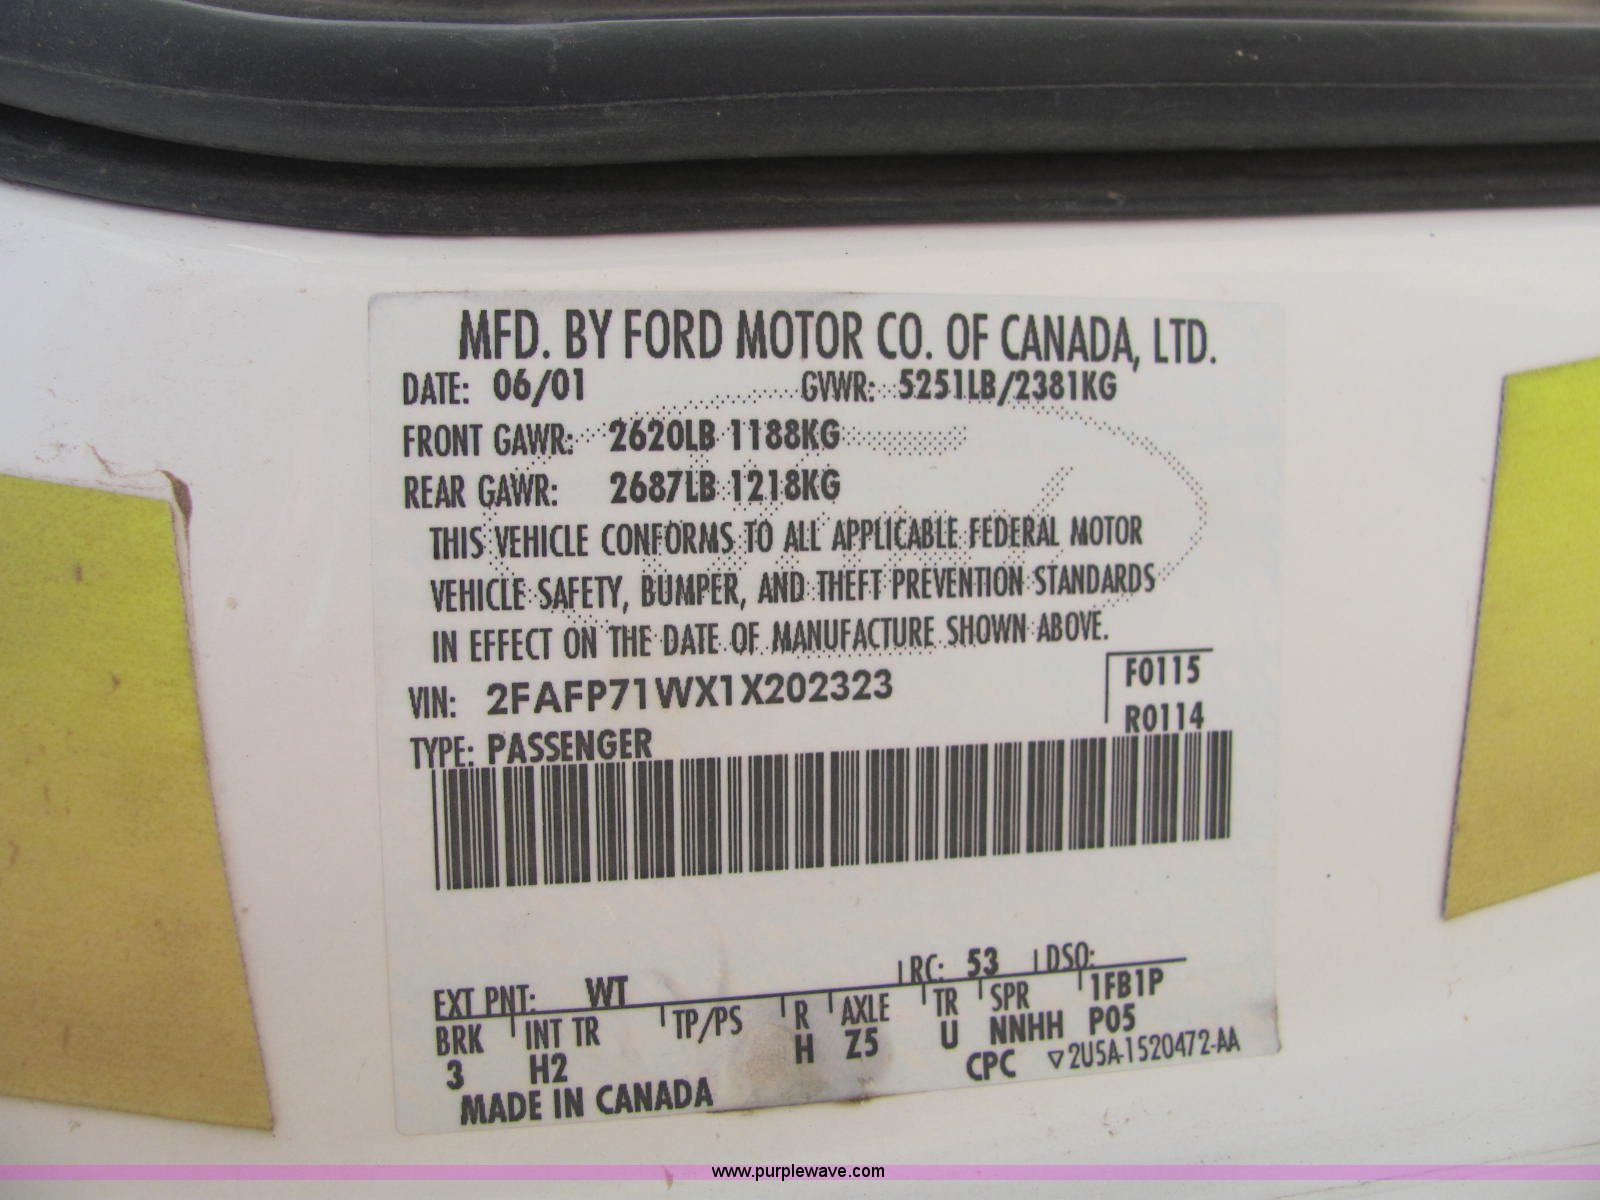 MFD. BY FORD MOTOR CO. OF CANADA, LTD.
DATE: 06/01 GVWR: 5251LB/2381KG
FRONT GAWR: 2620LB 1188KG
REAR GAWR: 2687LB 1218KG
THIS VEHICLE CONFORMS TO ALL APPLICABLE FEDERAL MOTOR
VEHICLE SAFETY, BUMPER, AND THEFT PREVENTION STANDARDS
IN EFFECT ON THE DATE OF MANUFACTURE SHOWN ABOVE.
VIN: 2FAFP71WX1X202323 F0115
TYPE: PASSENGER R0114
EXT PNT: WT RC: 53 DSO:
BRK INT TR TP/PS R AXLE TR SPR 1FB1P
3 H2 H Z5 U NNHH P05
MADE IN CANADA CPC ▽2U5A-1520472-AA
www.purplewave.com